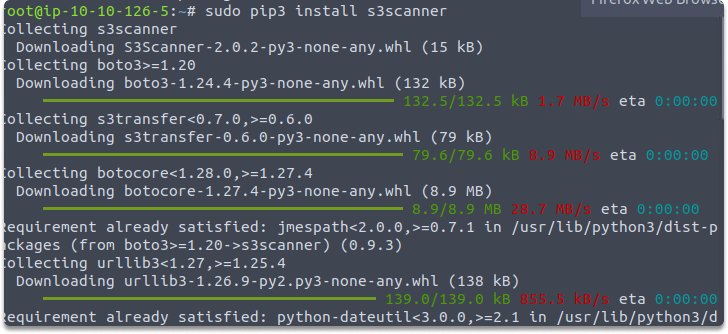 root@ip-10-10-126-5:~# sudo pip3 install s3scanner
Collecting s3scanner
Downloading S3Scanner-2.0.2-py3-none-any.whl (15 kB)
Collecting boto3>=1.20
Downloading boto3-1.24.4-py3-none-any.whl (132 kB)
132.5/132.5 kB 1.7 MB/s eta 0:00:00
Collecting s3transfer<0.7.0,>=0.6.0
Downloading s3transfer-0.6.0-py3-none-any.whl (79 kB)
79.6/79.6 kB 8.9 MB/s eta 0:00:00
Collecting botocore<1.28.0,>=1.27.4
Downloading botocore-1.27.4-py3-none-any.whl (8.9 MB)
8.9/8.9 MB 28.7 MB/s eta 0:00:00
Requirement already satisfied: jmespath<2.0.0,>=0.7.1 in /usr/lib/python3/dist-p
ackages (from boto3>=1.20->s3scanner) (0.9.3)
Collecting urllib3<1.27,>=1.25.4
Downloading urllib3-1.26.9-py2.py3-none-any.whl (138 kB)
139.0/139.0 kB 855.5 kB/s eta 0:00:00
Requirement already satisfied: python-dateutil<3.0.0,>=2.1 in /usr/lib/python3/d